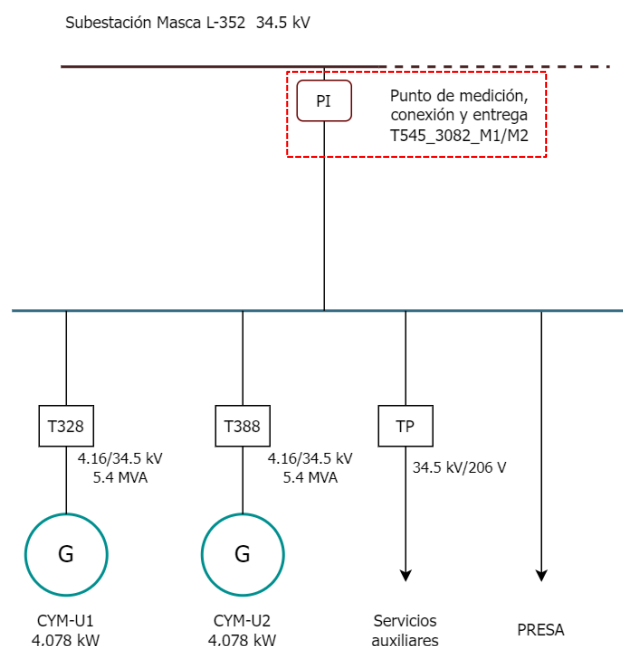 Subestación Masca L-352  34.5 kV
PI
Punto de medición,
conexión y entrega
T545_3082_M1/M2
T328
T388
TP
4.16/34.5 kV
5.4 MVA
4.16/34.5 kV
5.4 MVA
34.5 kV/206 V
G
G
CYM-U1
4.078 kW
CYM-U2
4.078 kW
Servicios
auxiliares
PRESA